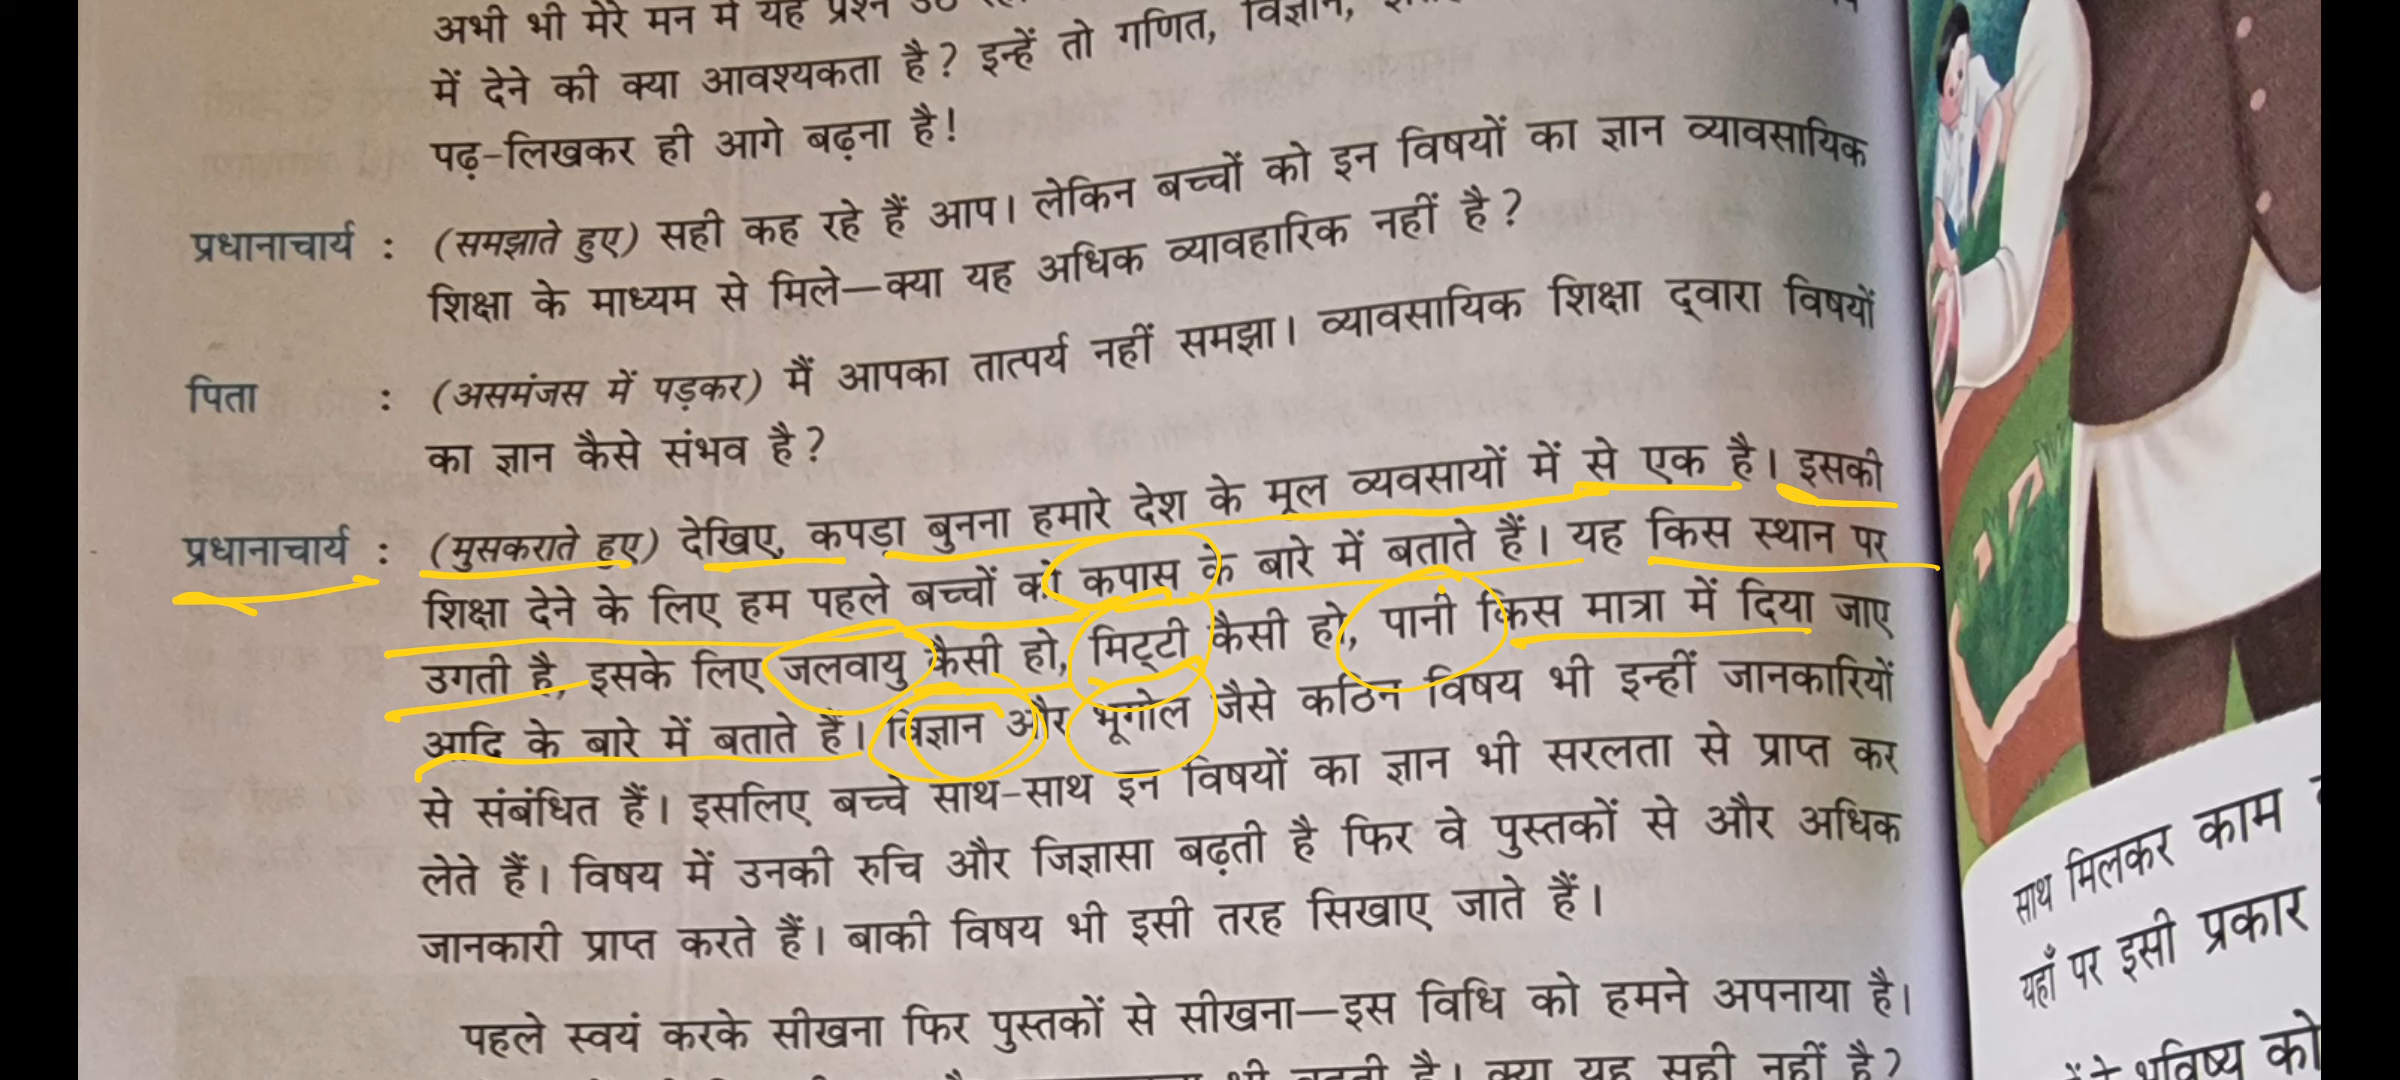 अभी भी मेरे मन में यह प्रश्न
में देने की क्या आवश्यकता है? इन्हें तो गणित, विज्ञान,
पढ़-लिखकर ही आगे बढ़ना है!
प्रधानाचार्य : (समझाते हुए) सही कह रहे हैं आप। लेकिन बच्चों को इन विषयों का ज्ञान व्यावसायिक
शिक्षा के माध्यम से मिले—क्या यह अधिक व्यावहारिक नहीं है?
पिता : (असमंजस में पड़कर) मैं आपका तात्पर्य नहीं समझा। व्यावसायिक शिक्षा द्वारा विषयों
का ज्ञान कैसे संभव है?
प्रधानाचार्य : (मुसकराते हुए) देखिए, कपड़ा बुनना हमारे देश के मूल व्यवसायों में से एक है। इसकी
शिक्षा देने के लिए हम पहले बच्चों को कपास के बारे में बताते हैं। यह किस स्थान पर
उगती है, इसके लिए जलवायु कैसी हो, मिट्टी कैसी हो, पानी किस मात्रा में दिया जाए
आदि के बारे में बताते हैं। विज्ञान और भूगोल जैसे कठिन विषय भी इन्हीं जानकारियों
से संबंधित हैं। इसलिए बच्चे साथ-साथ इन विषयों का ज्ञान भी सरलता से प्राप्त कर
लेते हैं। विषय में उनकी रुचि और जिज्ञासा बढ़ती है फिर वे पुस्तकों से और अधिक
जानकारी प्राप्त करते हैं। बाकी विषय भी इसी तरह सिखाए जाते हैं।
पहले स्वयं करके सीखना फिर पुस्तकों से सीखना—इस विधि को हमने अपनाया है।
भी बढ़ती है। क्या यह सही नहीं है?
साथ मिलकर काम
यहाँ पर इसी प्रकार
भविष्य को